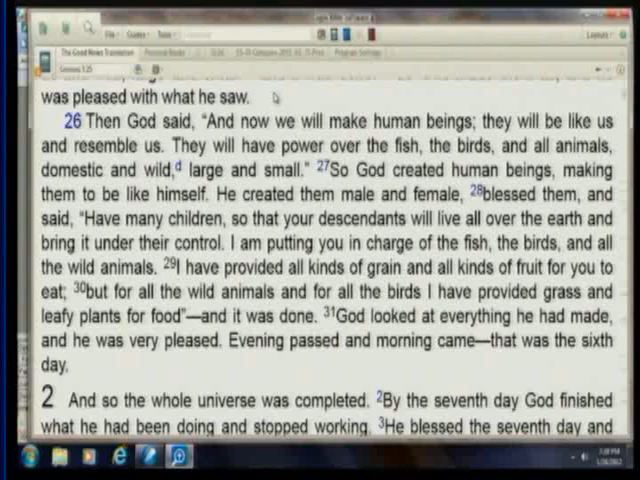 The Good News Translation
Genesis 1:25
was pleased with what he saw.
26 Then God said, “And now we will make human beings; they will be like us
and resemble us. They will have power over the fish, the birds, and all animals,
domestic and wild,d large and small.” 27So God created human beings, making
them to be like himself. He created them male and female, 28blessed them, and
said, “Have many children, so that your descendants will live all over the earth and
bring it under their control. I am putting you in charge of the fish, the birds, and all
the wild animals. 29I have provided all kinds of grain and all kinds of fruit for you to
eat; 30but for all the wild animals and for all the birds I have provided grass and
leafy plants for food”—and it was done. 31God looked at everything he had made,
and he was very pleased. Evening passed and morning came—that was the sixth
day.
2 And so the whole universe was completed. 2By the seventh day God finished
what he had been doing and stopped working. 3He blessed the seventh day and